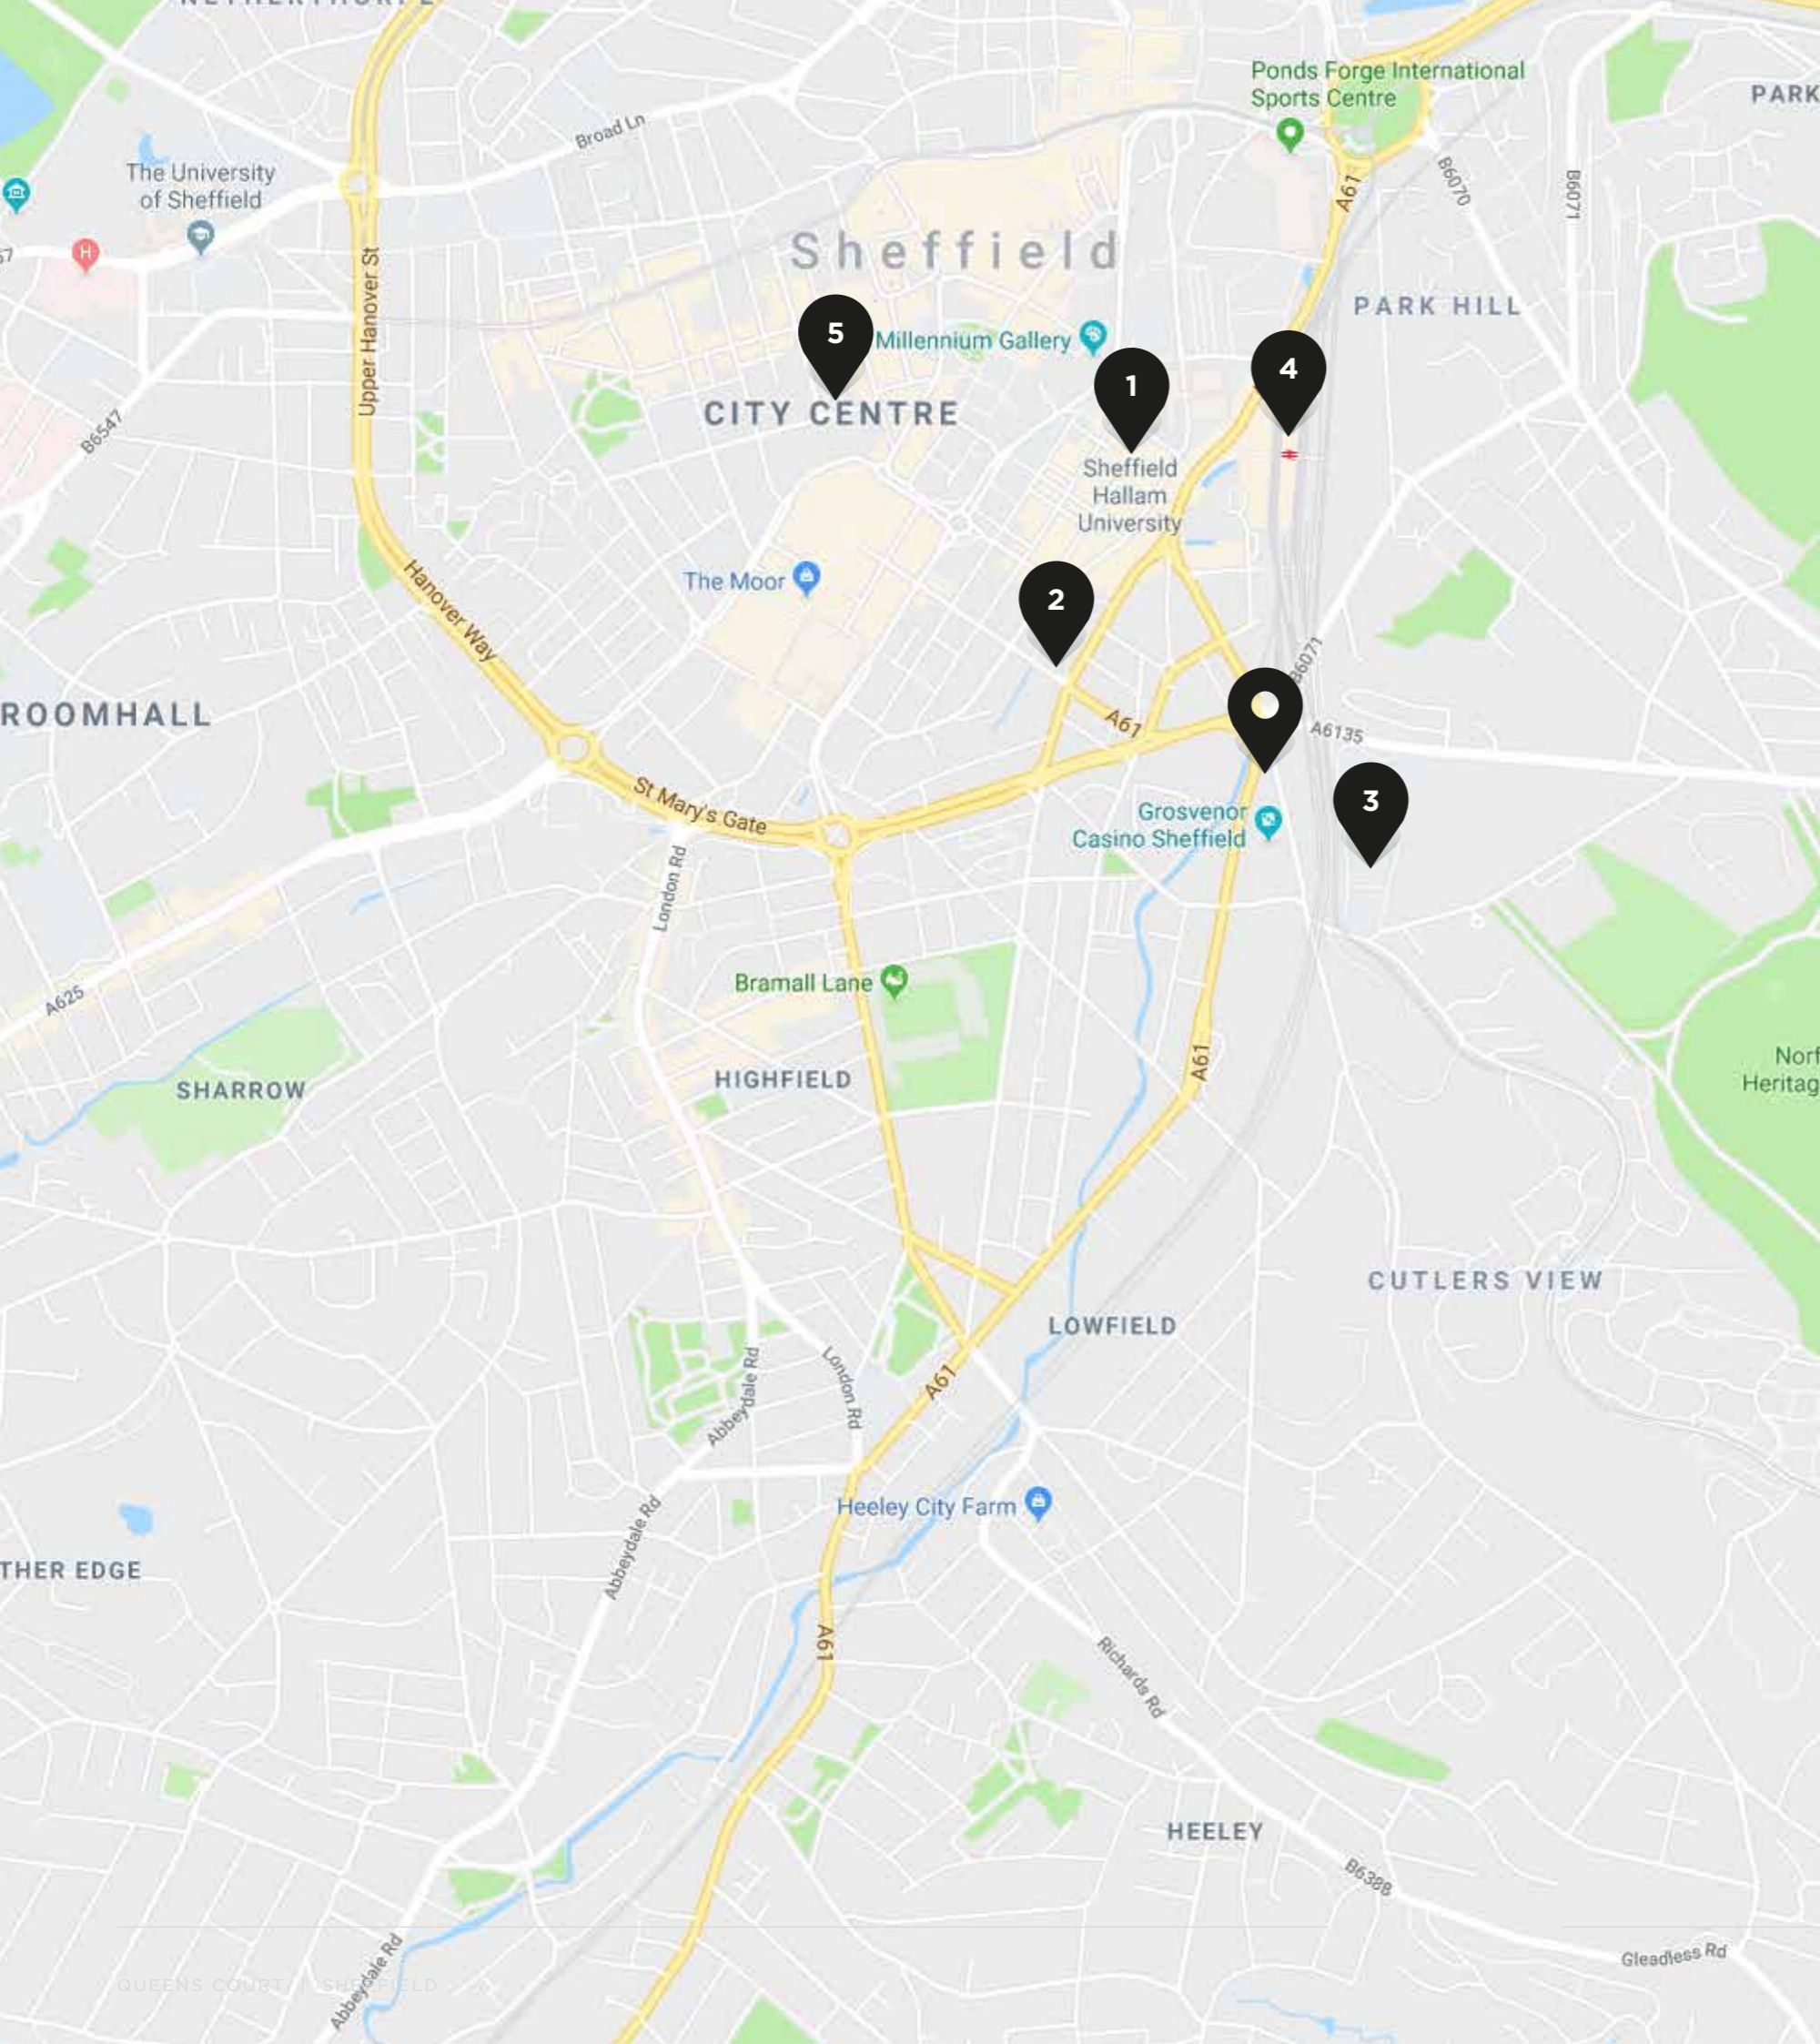 NETHERTHORPE
Ponds Forge International
Sports Centre
PARK
Broad Ln
The University
of Sheffield
A61
B6070
B6071
67
H
Sheffield
Upper Hanover St
PARK HILL
5
Millennium Gallery
1
4
CITY CENTRE
B6547
Sheffield
Hallam
University
The Moor
2
Hanover Way
B6071
ROOMHALL
A61
A6135
St Mary's Gate
3
Grosvenor
Casino Sheffield
London Rd
Bramall Lane
A625
A61
Norf
Heritag
SHARROW
HIGHFIELD
CUTLERS VIEW
LOWFIELD
Abbeydale Rd
London Rd
A61
Heeley City Farm
Abbeydale Rd
THER EDGE
A61
Richards Rd
HEELEY
B6388
Gleadless Rd
Abbeydale Rd
QUEENS COURT | SHEFFIELD